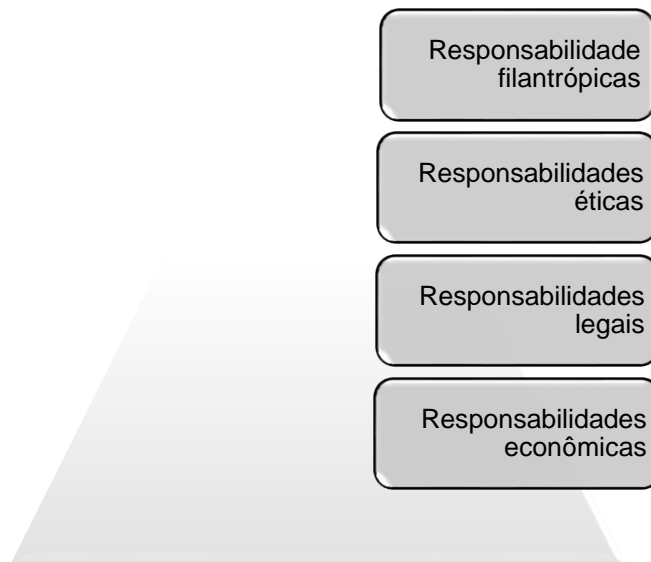 Responsabilidade
filantrópicas
Responsabilidades
éticas
Responsabilidades
legais
Responsabilidades
econômicas